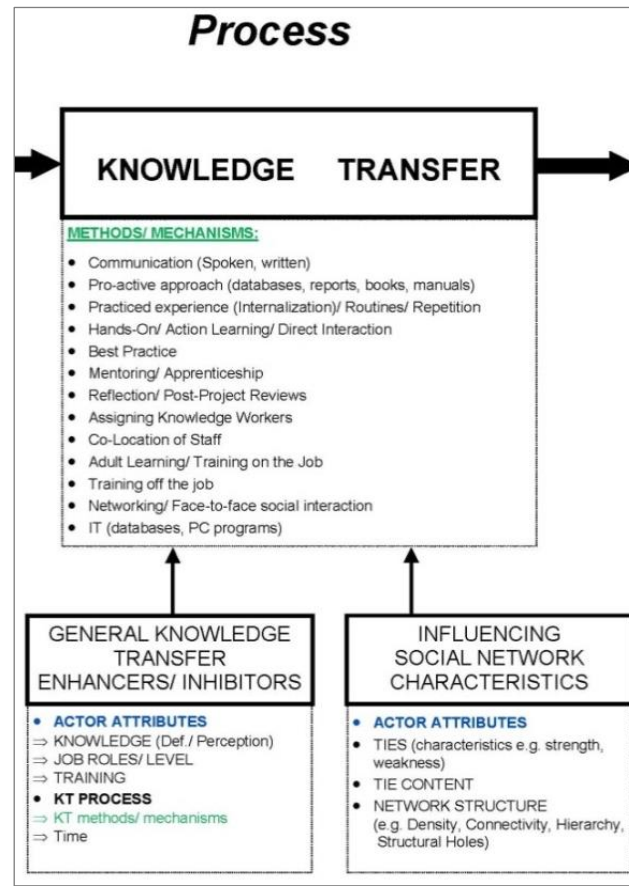 Process
KNOWLEDGE TRANSFER
METHODS/ MECHANISMS:
• Communication (Spoken, written)
• Pro-active approach (databases, reports, books, manuals)
• Practiced experience (Internalization)/ Routines/ Repetition
• Hands-On/ Action Learning/ Direct Interaction
• Best Practice
• Mentoring/ Apprenticeship
• Reflection/ Post-Project Reviews
• Assigning Knowledge Workers
• Co-Location of Staff
• Adult Learning/ Training on the Job
• Training off the job
• Networking/ Face-to-face social interaction
• IT (databases, PC programs)
GENERAL KNOWLEDGE
TRANSFER
ENHANCERS/ INHIBITORS
• ACTOR ATTRIBUTES
⇒ KNOWLEDGE (Def./ Perception)
⇒ JOB ROLES/ LEVEL
⇒ TRAINING
• KT PROCESS
⇒ KT methods/ mechanisms
⇒ Time
INFLUENCING
SOCIAL NETWORK
CHARACTERISTICS
• ACTOR ATTRIBUTES
• TIES (characteristics e.g. strength,
weakness)
• TIE CONTENT
• NETWORK STRUCTURE
(e.g. Density, Connectivity, Hierarchy,
Structural Holes)